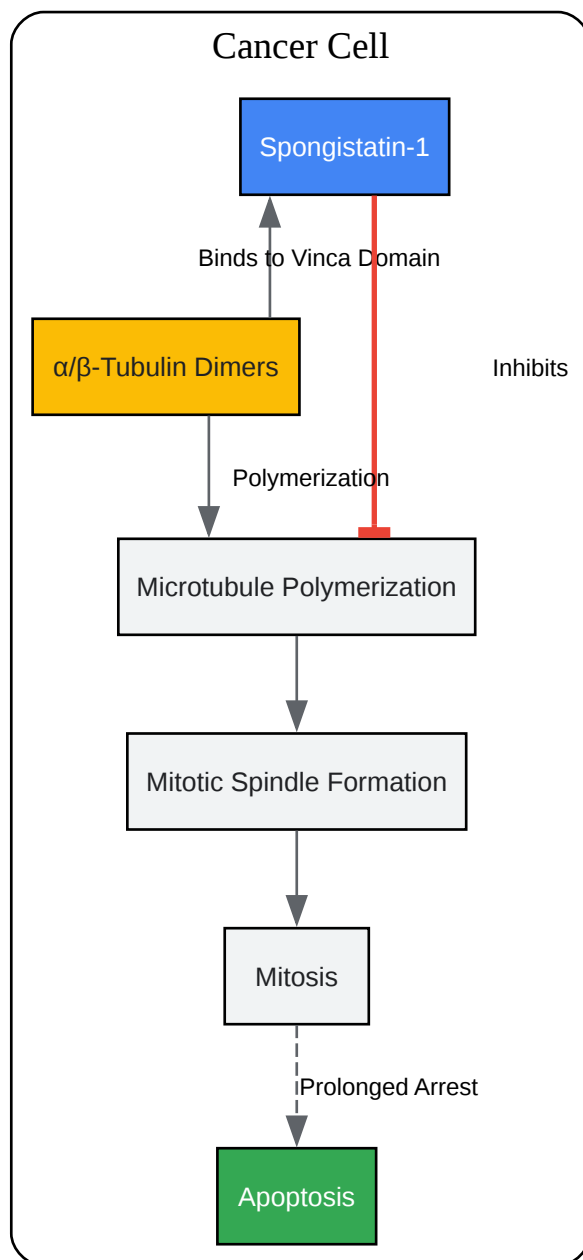 Cancer Cell
Spongistatin-1
Binds to Vinca Domain
α/β-Tubulin Dimers
Inhibits
Polymerization
Microtubule Polymerization
Mitotic Spindle Formation
Mitosis
Prolonged Arrest
Apoptosis